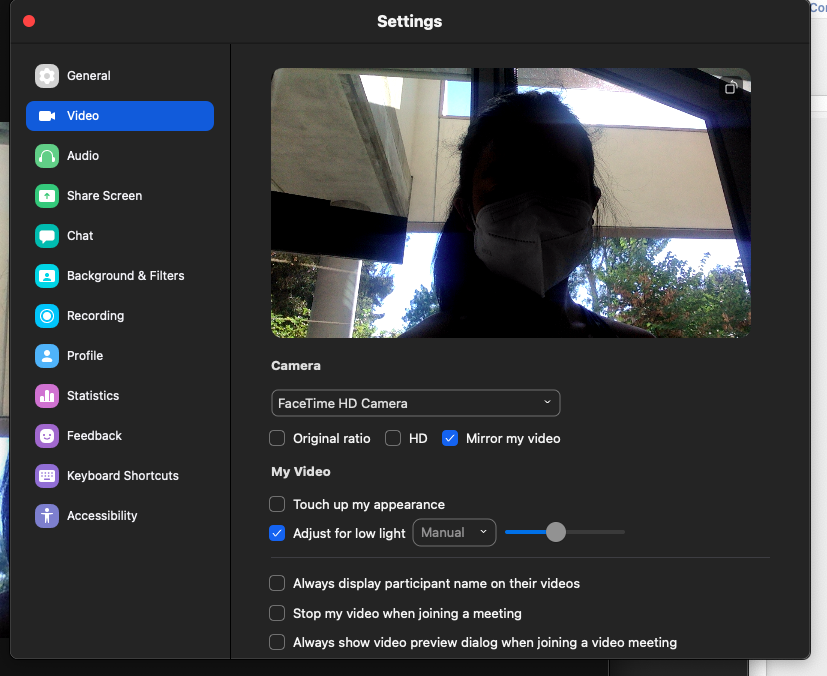 Settings
General
Video
Audio
Share Screen
Chat
Background & Filters
Recording
Profile
Statistics
Feedback
Keyboard Shortcuts
Accessibility
Camera
FaceTime HD Camera
Original ratio HD Mirror my video
My Video
Touch up my appearance
Adjust for low light Manual
Always display participant name on their videos
Stop my video when joining a meeting
Always show video preview dialog when joining a video meeting